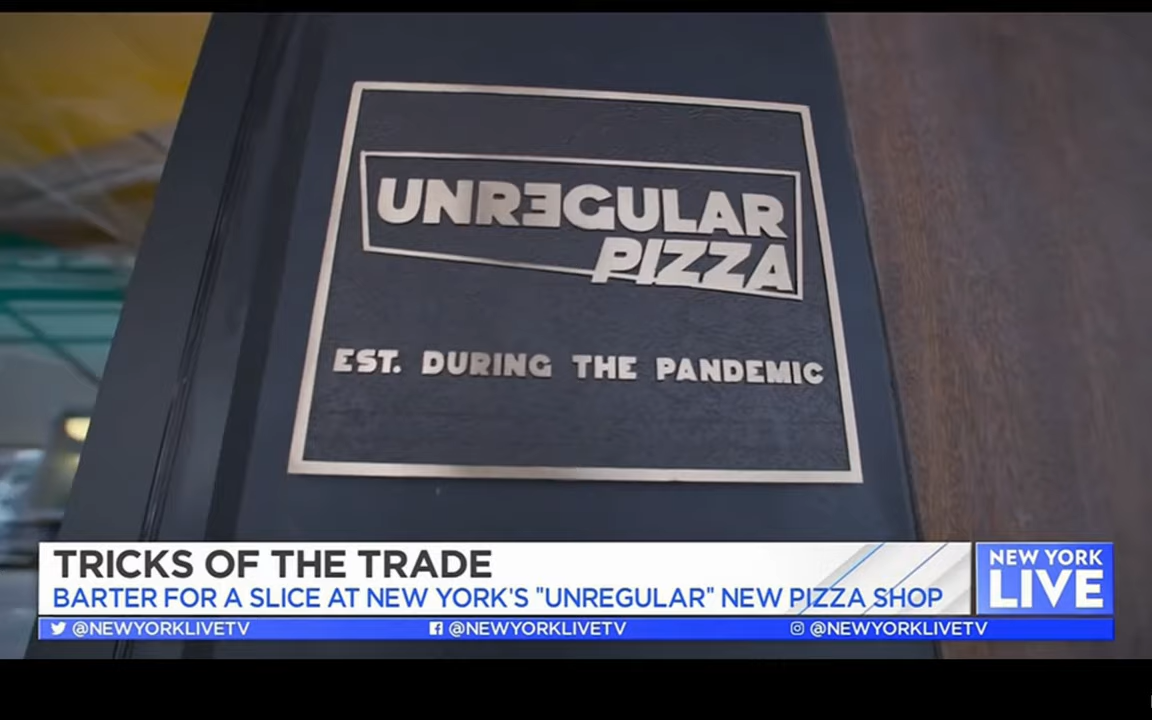 UNREGULAR
PIZZA
EST. DURING THE PANDEMIC
TRICKS OF THE TRADE
BARTER FOR A SLICE AT NEW YORK'S "UNREGULAR" NEW PIZZA SHOP
NEW YORK
LIVE
@NEWYORKLIVETV @NEWYORKLIVETV @NEWYORKLIVETV